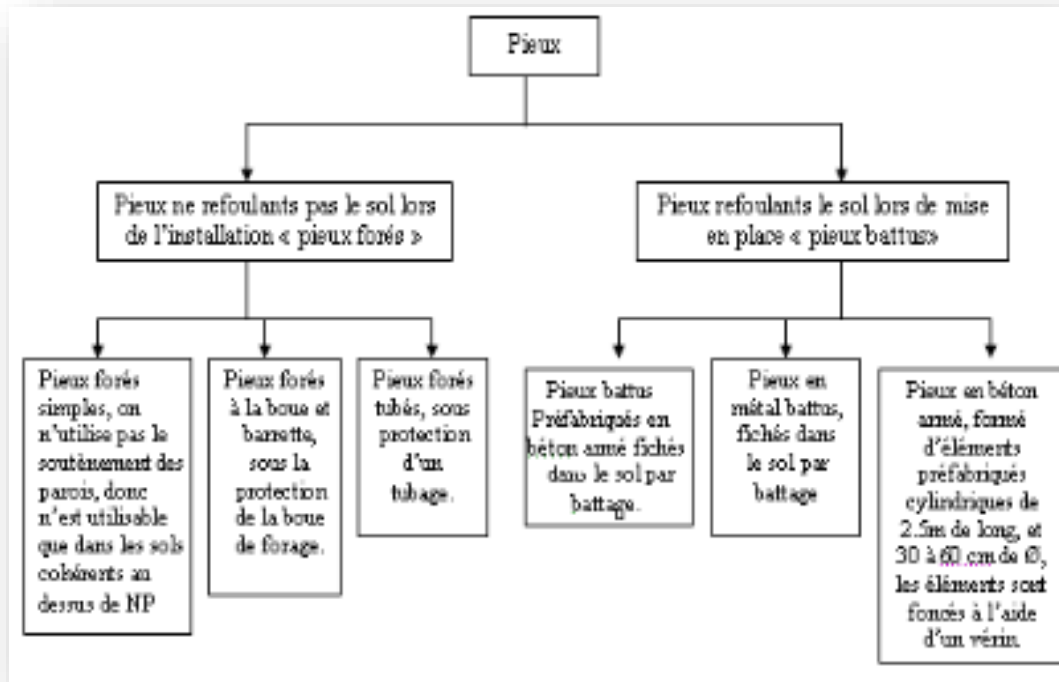 Pieux
Pieux ne refoulants pas le sol lors
de l'installation « pieux forés »
Pieux refoulants le sol lors de mise
en place « pieux battus»
Pieux forés
simples, on
n'utilise pas le
soutènement des
parois, donc
n'est utilisable
que dans les sols
cohérents au
dessus de NP
Pieux forés
à la boue et
barrette,
sous la
protection
de la boue
de forage.
Pieux forés
tubés, sous
protection
d'un
tubage.
Pieux battus
Préfabriqués en
béton armé fichés
dans le sol par
battage.
Pieux en
métal battus,
fichés dans
le sol par
battage
Pieux en béton
armé, formé
d'éléments
préfabriqués
cylindriques de
2.5m de long, et
30 à 60 cm de Ø,
les éléments sont
foncés à l'aide
d'un vérin.